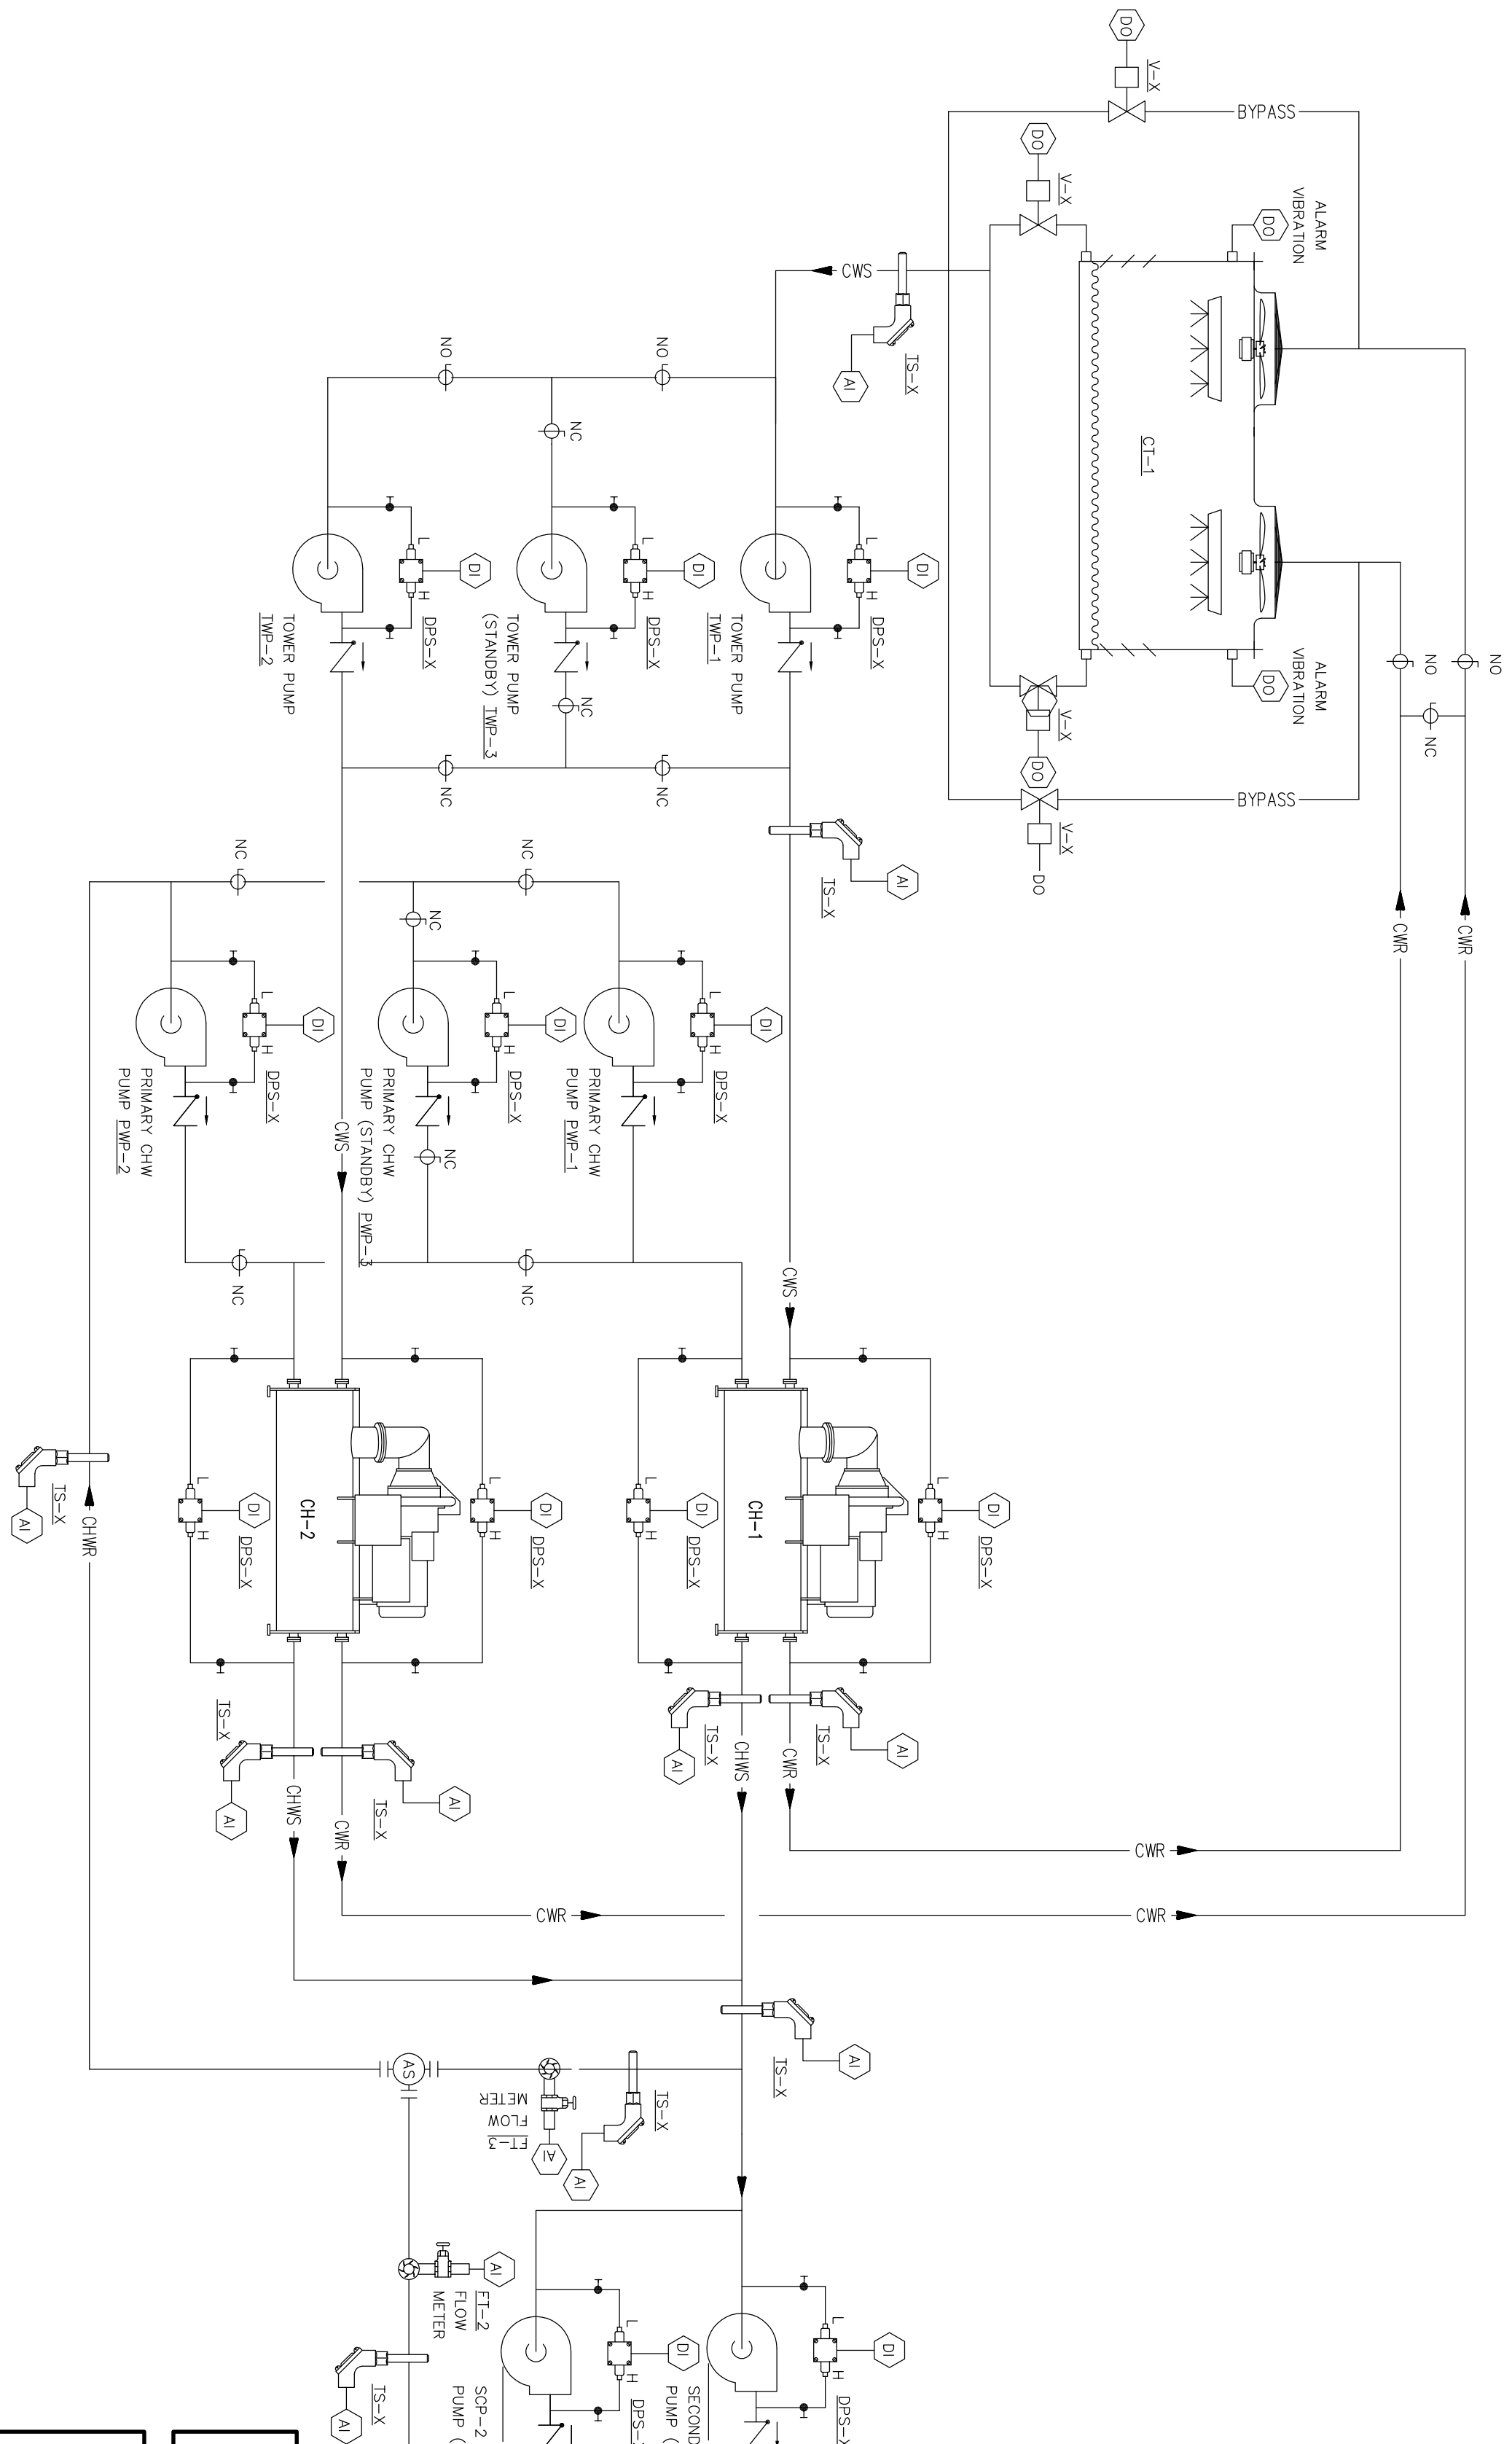 DO
V-X
BYPASS
DO
V-X
ALARM
VIBRATION
DO
CWS
TS-X
AI
CT-1
NO
NO
NC
DI
L
H
DPS-X
TOWER PUMP
TWP-2
DI
L
H
DPS-X
TOWER PUMP
(STANDBY) TWP-3
NC
DI
L
H
DPS-X
TOWER PUMP
TWP-1
NC
NC
ALARM
VIBRATION
DO
V-X
DO
BYPASS
V-X
DO
NO
NO
NC
CWR
CWR
TS-X
AI
NC
NC
NC
DI
L
H
DPS-X
PRIMARY CHW
PUMP PWP-2
DI
L
H
DPS-X
PRIMARY CHW
PUMP (STANDBY) PWP-3
NC
DI
L
H
DPS-X
PRIMARY CHW
PUMP PWP-1
CWS
CWS
NC
NC
TS-X
AI
CHWR
L
H
DI
DPS-X
CH-2
L
H
DI
DPS-X
L
H
DI
DPS-X
CH-1
L
H
DI
DPS-X
TS-X
AI
CHWS
TS-X
AI
CWR
TS-X
AI
CHWS
TS-X
AI
CWR
CWR
CWR
CWR
TS-X
AI
AS
FT-3
FLOW
METER
AI
TS-X
AI
AI
FT-2
FLOW
METER
TS-X
AI
DI
L
H
DPS-X
SCP-2
PUMP (
DI
L
H
DPS-X
SECOND
PUMP (